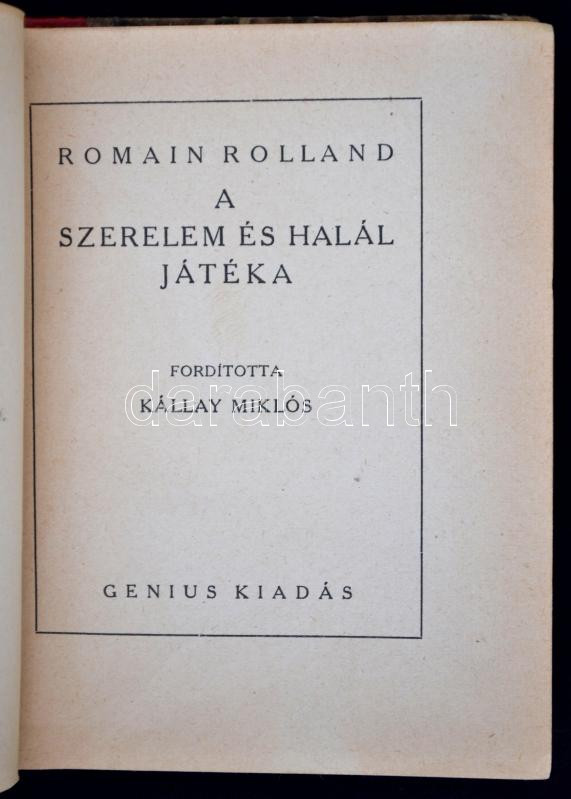 ROMAIN ROLLAND
A
SZERELEM ÉS HALÁL
JÁTÉKA
FORDÍTOTTA
darabanth
KÁLLAY MIKLÓS
GENIUS KIADÁS